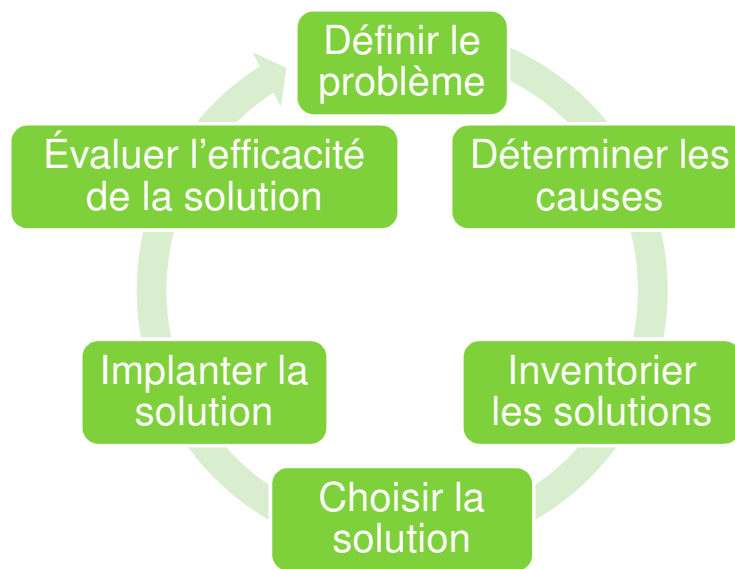 Définir le
problème
Déterminer les
causes
Inventorier
les solutions
Choisir la
solution
Implanter la
solution
Évaluer l’efficacité
de la solution